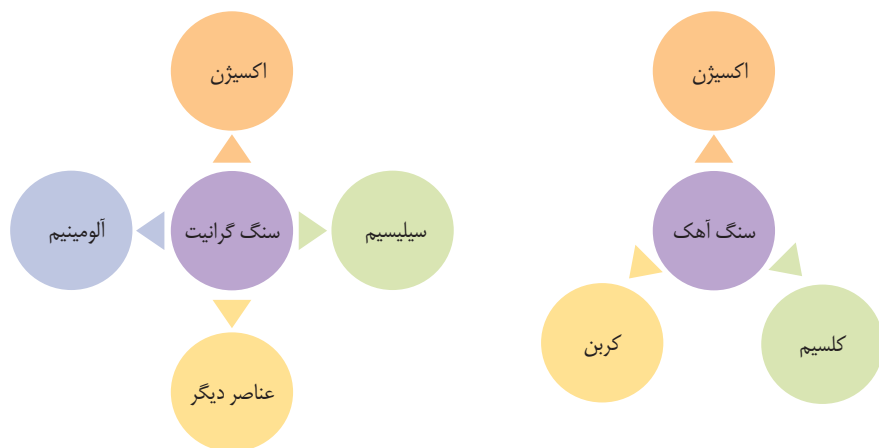 اکسیژن
سنگ آهک
کربن
کلسیم
اکسیژن
سیلیسیم
سنگ گرانیت
آلومینیم
عناصر دیگر